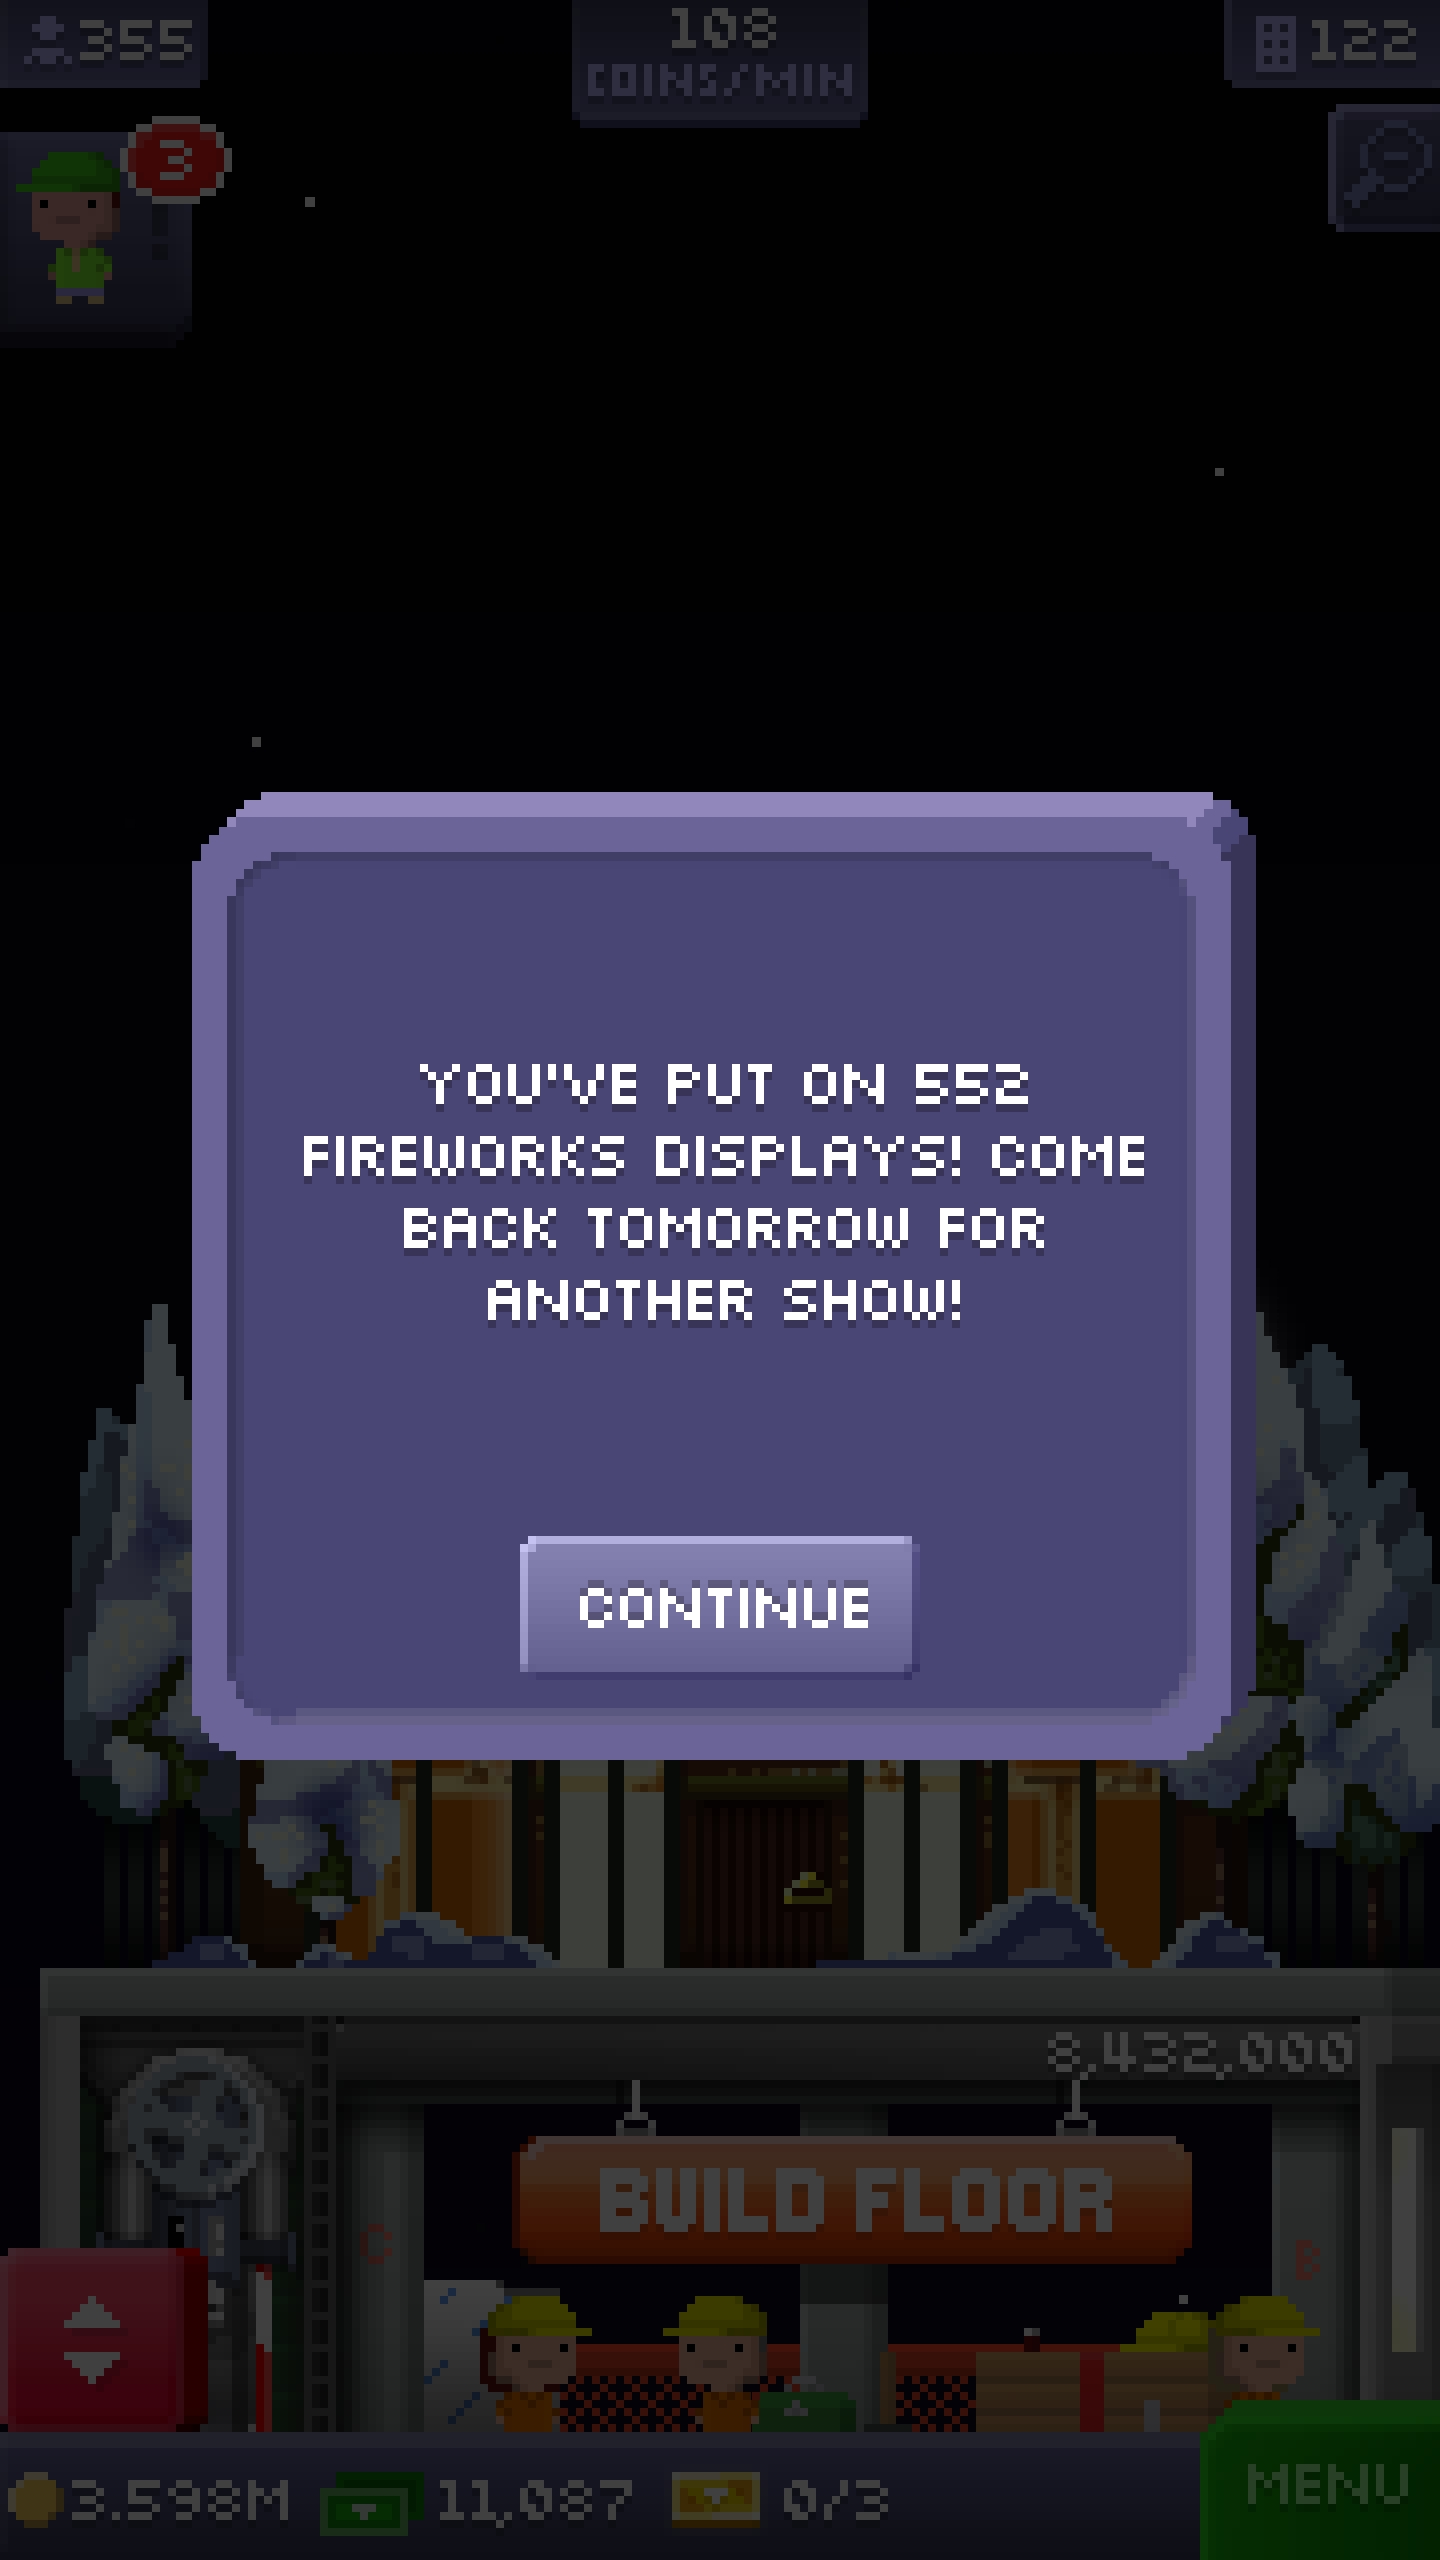 355
108
COINS/MIN
122
3
YOU'VE PUT ON 552
FIREWORKS DISPLAYS! COME
BACK TOMORROW FOR
ANOTHER SHOW!
CONTINUE
8,432,000
BUILD FLOOR
C
B
3.598M
11,087
0/3
MENU